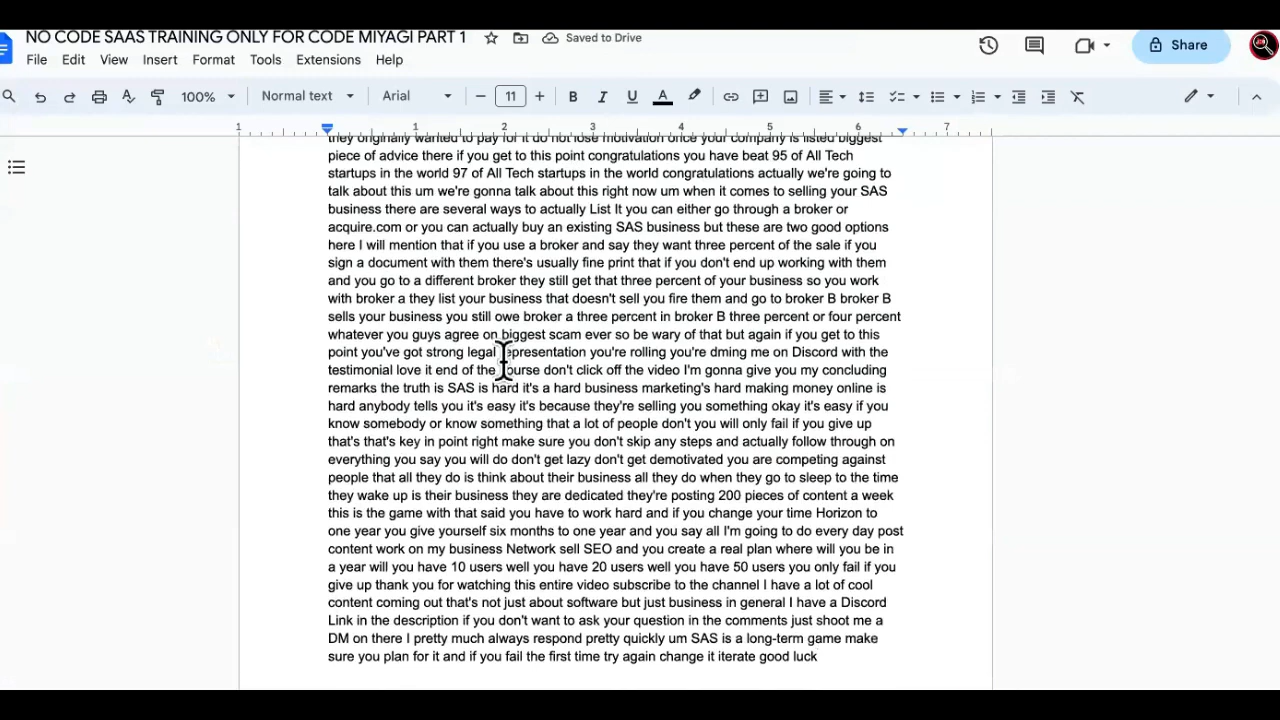 NO CODE SAAS TRAINING ONLY FOR CODE MIYAGI PART 1
Saved to Drive
File Edit View Insert Format Tools Extensions Help
Share
100% Normal text Arial 11
1 1 2 3 4 5 6 7
they originally wanted to pay for it do not lose motivation once your company is listed biggest
piece of advice there if you get to this point congratulations you have beat 95 of All Tech
startups in the world 97 of All Tech startups in the world congratulations actually we're going to
talk about this um we're gonna talk about this right now um when it comes to selling your SAS
business there are several ways to actually List It you can either go through a broker or
acquire.com or you can actually buy an existing SAS business but these are two good options
here I will mention that if you use a broker and say they want three percent of the sale if you
sign a document with them there's usually fine print that if you don't end up working with them
and you go to a different broker they still get that three percent of your business so you work
with broker a they list your business that doesn't sell you fire them and go to broker B broker B
sells your business you still owe broker a three percent in broker B three percent or four percent
whatever you guys agree on biggest scam ever so be wary of that but again if you get to this
point you've got strong legal representation you're rolling you're dming me on Discord with the
testimonial love it end of the course don't click off the video I'm gonna give you my concluding
remarks the truth is SAS is hard it's a hard business marketing's hard making money online is
hard anybody tells you it's easy it's because they're selling you something okay it's easy if you
know somebody or know something that a lot of people don't you will only fail if you give up
that's that's key in point right make sure you don't skip any steps and actually follow through on
everything you say you will do don't get lazy don't get demotivated you are competing against
people that all they do is think about their business all they do when they go to sleep to the time
they wake up is their business they are dedicated they're posting 200 pieces of content a week
this is the game with that said you have to work hard and if you change your time Horizon to
one year you give yourself six months to one year and you say all I'm going to do every day post
content work on my business Network sell SEO and you create a real plan where will you be in
a year will you have 10 users well you have 20 users well you have 50 users you only fail if you
give up thank you for watching this entire video subscribe to the channel I have a lot of cool
content coming out that's not just about software but just business in general I have a Discord
Link in the description if you don't want to ask your question in the comments just shoot me a
DM on there I pretty much always respond pretty quickly um SAS is a long-term game make
sure you plan for it and if you fail the first time try again change it iterate good luck